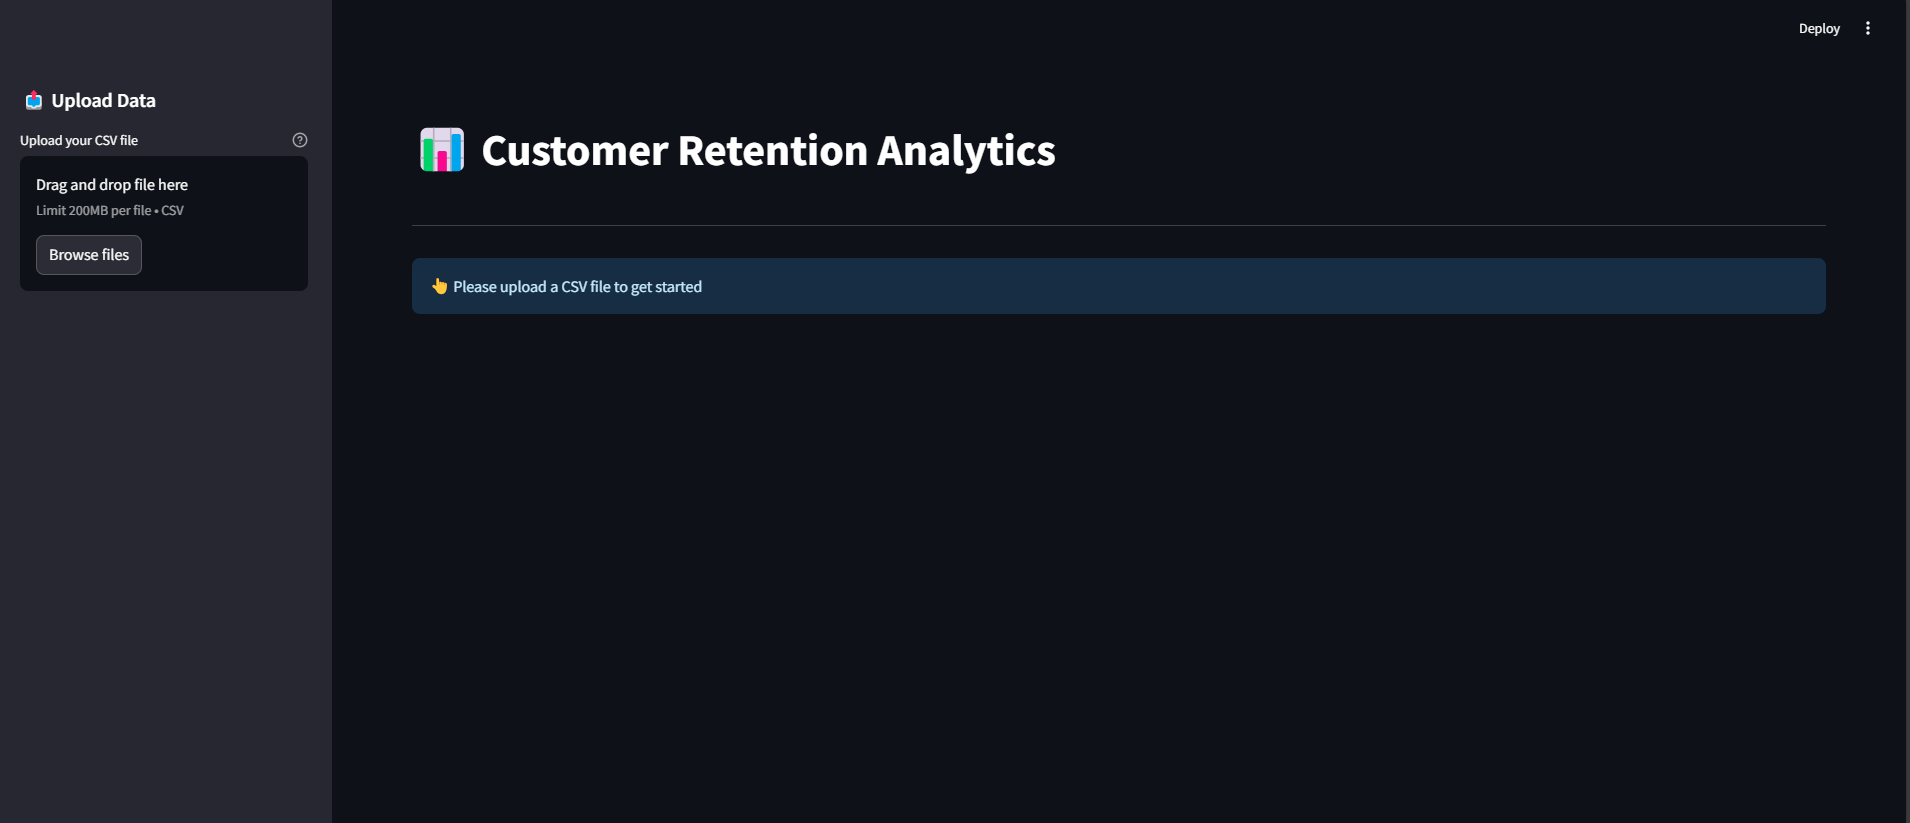 Deploy
Upload Data
Upload your CSV file
Drag and drop file here
Limit 200MB per file • CSV
Browse files
Customer Retention Analytics
👆 Please upload a CSV file to get started